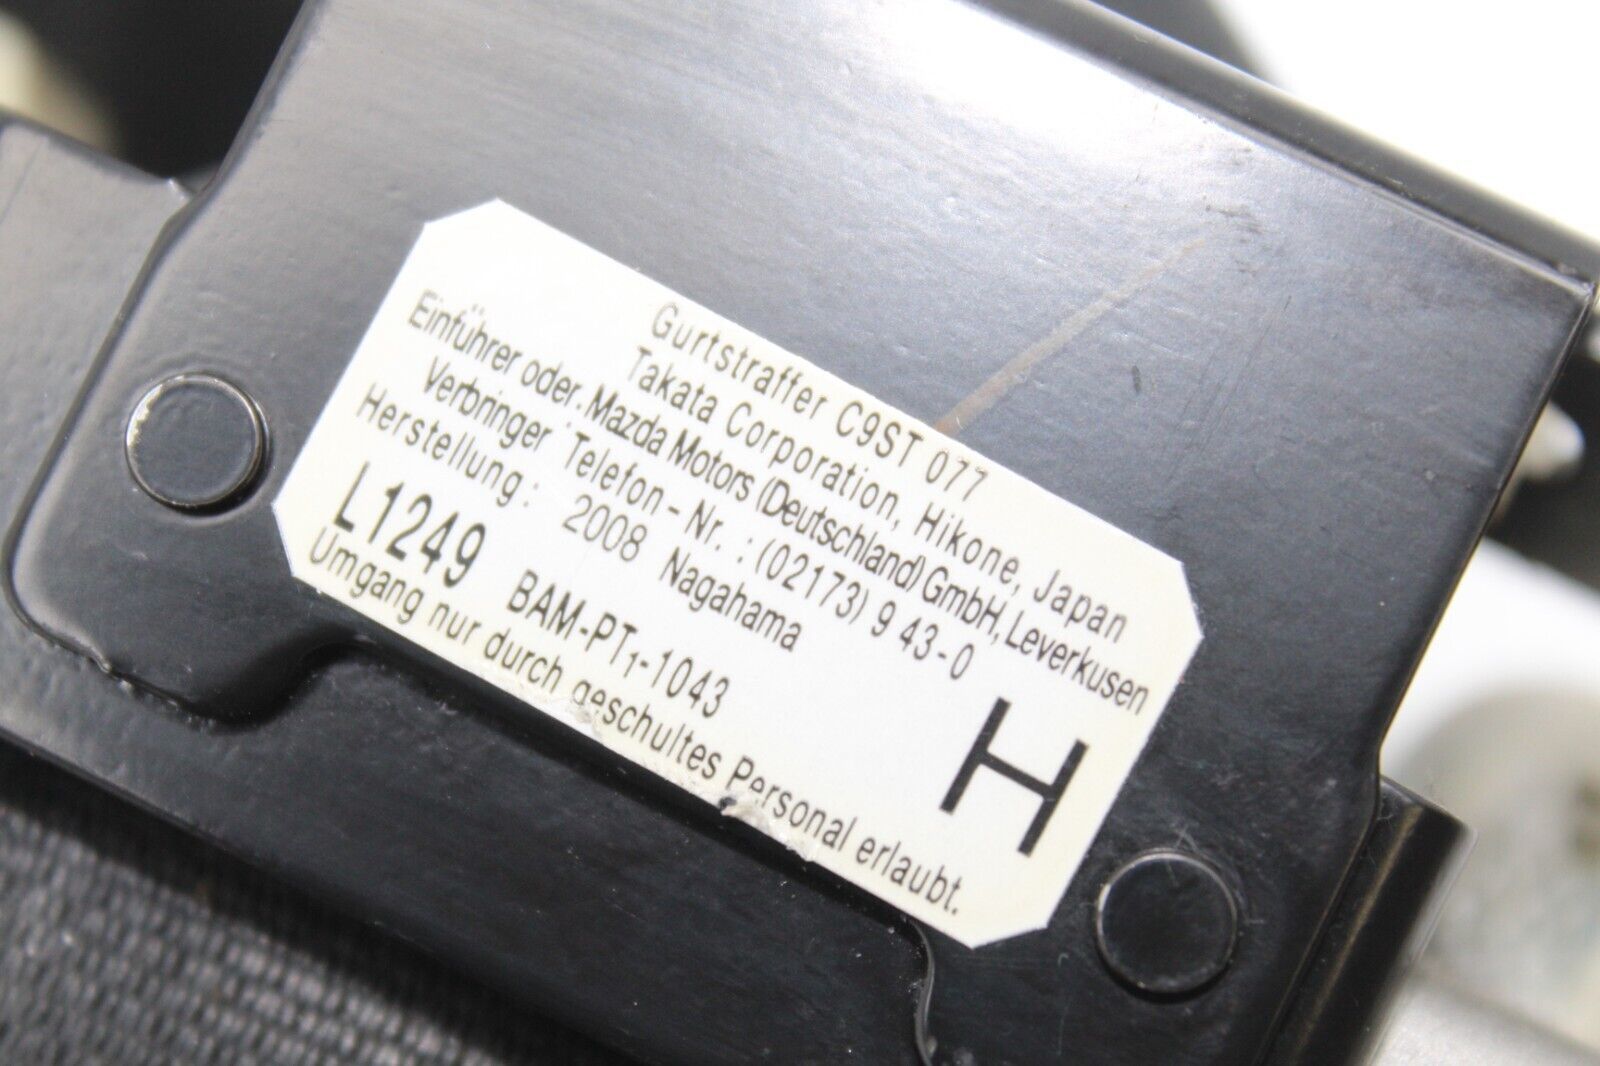 Gurtstraffer C9ST 077
Takata Corporation, Hikone, Japan
Einführer oder : Mazda Motors (Deutschland) GmbH, Leverkusen
Verbringer Telefon-Nr. : (02173) 9 43-0
Herstellung : 2008 Nagahama
L1249 BAM-PT1-1043
H
Umgang nur durch geschultes Personal erlaubt.